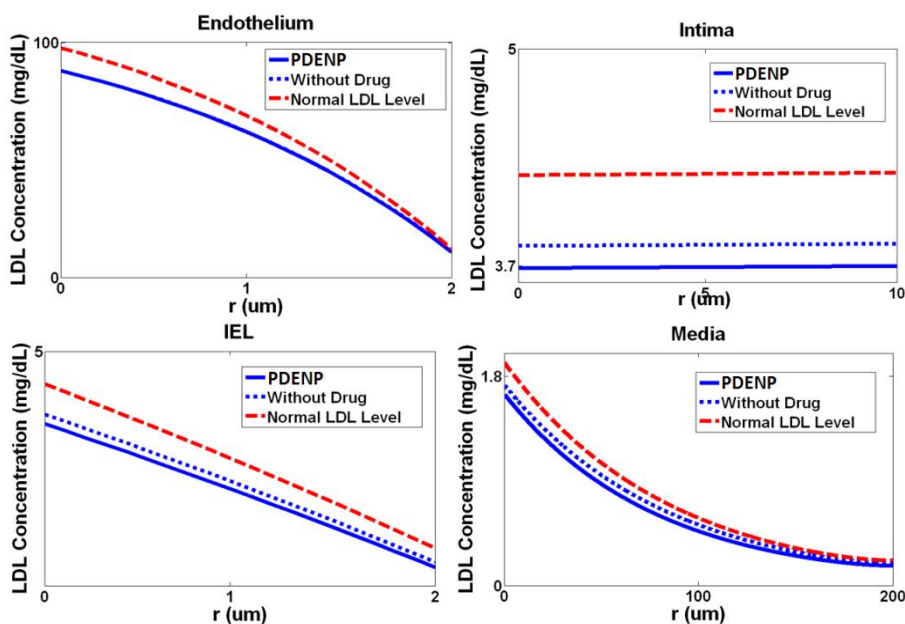 Endothelium
100
LDL Concentration (mg/dL)
PDENP
Without Drug
Normal LDL Level
0
0
1
2
r (um)
Intima
5
LDL Concentration (mg/dL)
PDENP
Without Drug
Normal LDL Level
3.7
0
5
10
r (um)
IEL
5
LDL Concentration (mg/dL)
PDENP
Without Drug
Normal LDL Level
0
1
2
r (um)
Media
1.8
LDL Concentration (mg/dL)
PDENP
Without Drug
Normal LDL Level
0
0
100
200
r (um)